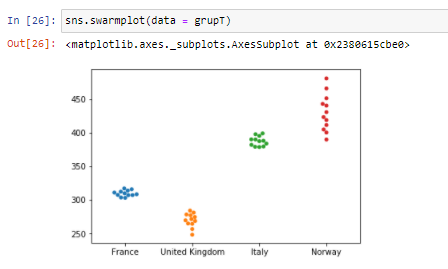 In [26]: sns.swarmplot(data = grupT)
Out[26]: <matplotlib.axes._subplots.AxesSubplot at 0x2380615cbe0>
450
400
350
300
250
France United Kingdom Italy Norway